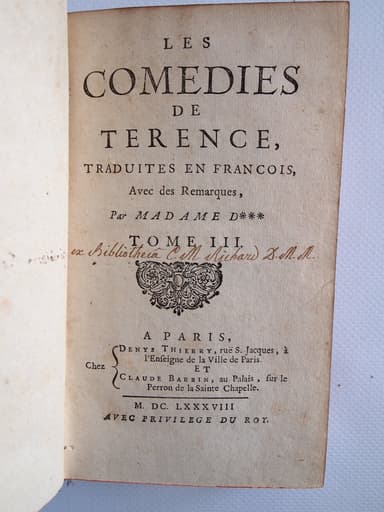 LES
COMEDIES
DE
TERENCE,
TRADUITES EN FRANCOIS,
Avec des Remarques,
Par MADAME D***
TOME III.
ex Bibliotheca C. M. Richard D. M. M.
A PARIS,
Chez
DENYS THIERRY, ruë S. Jacques, à
l'Enseigne de la Ville de Paris.
ET
CLAUDE BARBIN, au Palais, sur le
Perron de la Sainte Chapelle.
M. DC. LXXXVIII
AVEC PRIVILEGE DU ROY.